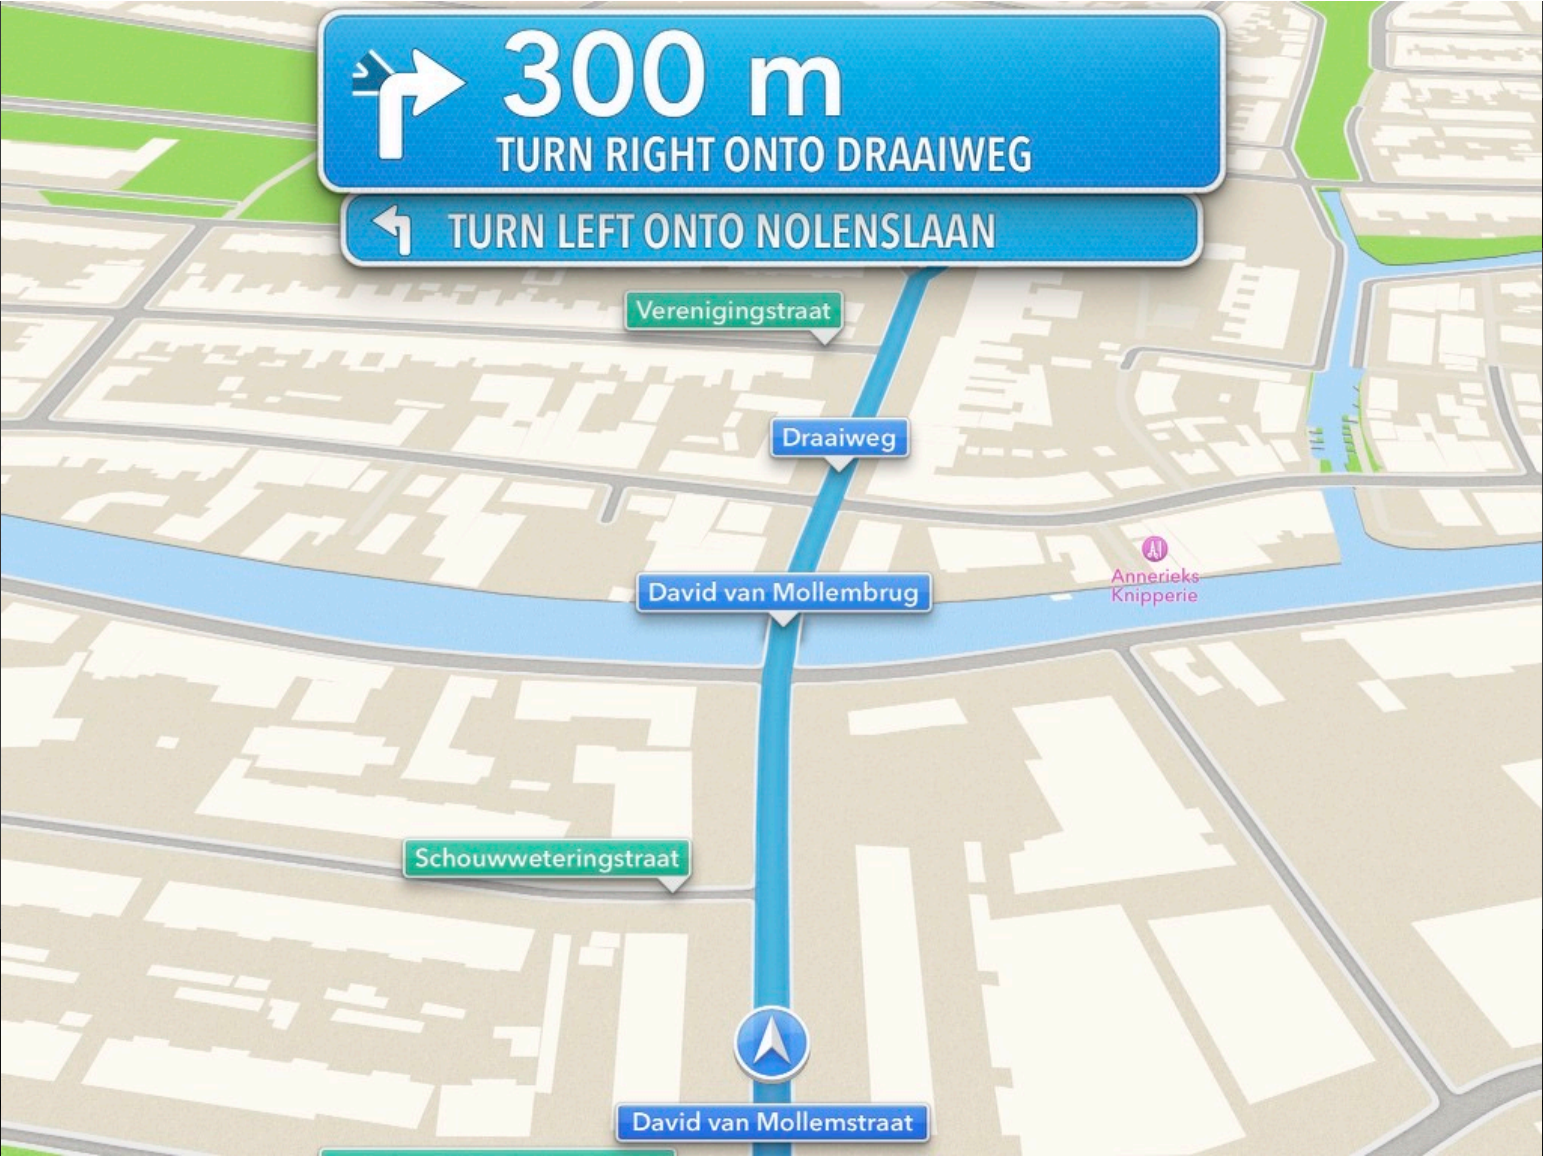 300 m
TURN RIGHT ONTO DRAAIWEG
TURN LEFT ONTO NOLENSLAAN
Verenigingstraat
Draaiweg
David van Mollembrug
Annerieks
Knipperie
Schouwweteringstraat
David van Mollemstraat